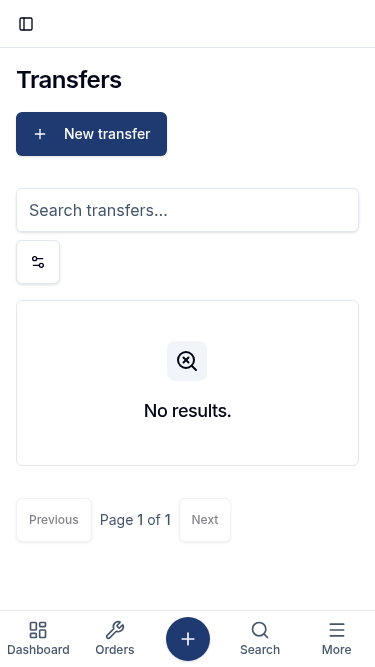 Transfers
New transfer
Search transfers...
No results.
Previous Page 1 of 1 Next
Dashboard Orders Search More